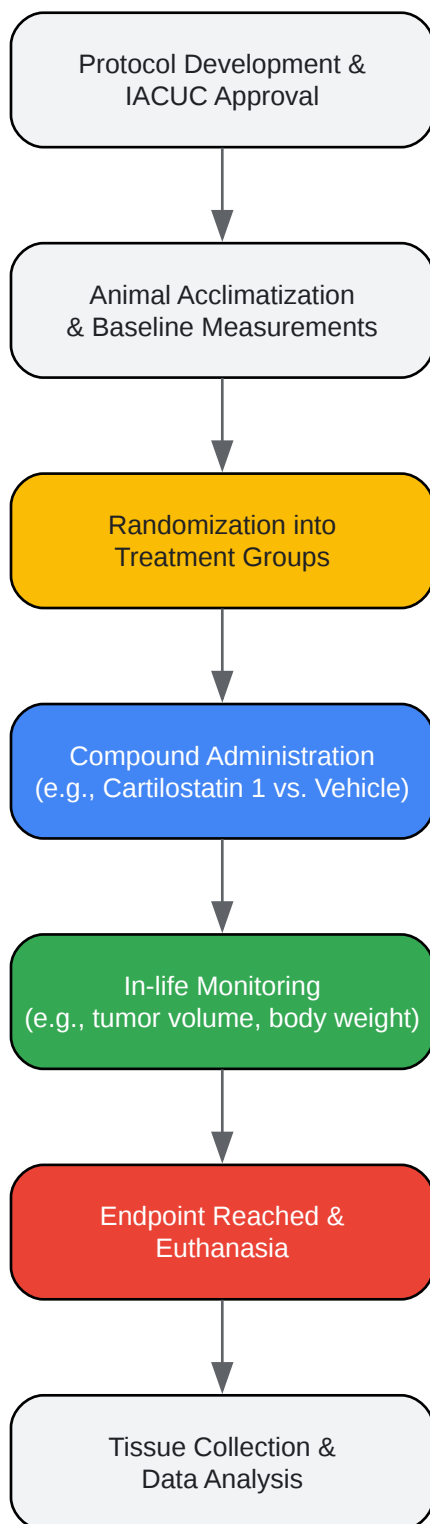 Protocol Development &
IACUC Approval
Animal Acclimatization
& Baseline Measurements
Randomization into
Treatment Groups
Compound Administration
(e.g., Cartilostatin 1 vs. Vehicle)
In-life Monitoring
(e.g., tumor volume, body weight)
Endpoint Reached &
Euthanasia
Tissue Collection &
Data Analysis